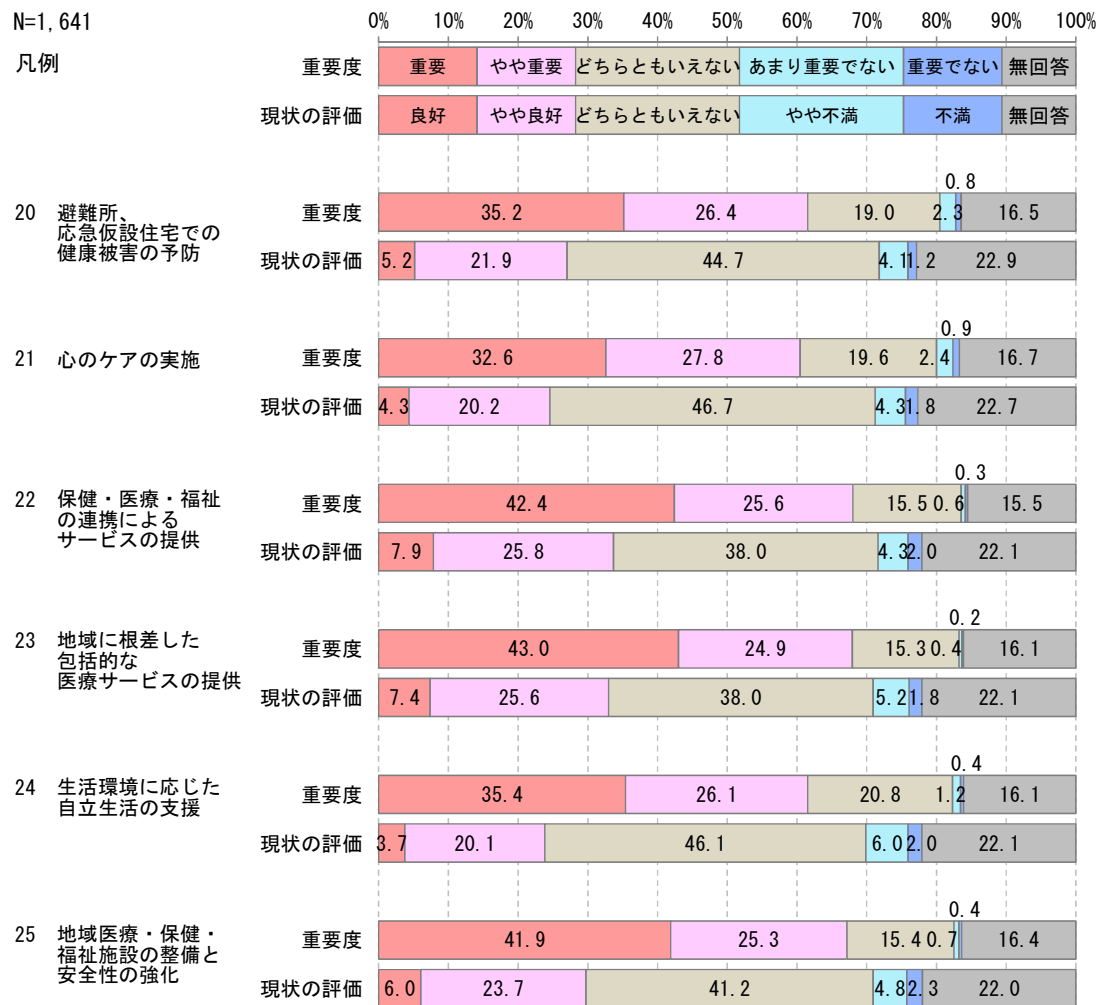 N=1,641
0% 10% 20% 30% 40% 50% 60% 70% 80% 90% 100%
凡例
重要度 重要 やや重要 どちらともいえない あまり重要でない 重要でない 無回答
現状の評価 良好 やや良好 どちらともいえない やや不満 不満 無回答
20 避難所、
応急仮設住宅での
健康被害の予防
0.8
重要度 35.2 26.4 19.0 2.3 16.5
現状の評価 5.2 21.9 44.7 4.1 1.2 22.9
21 心のケアの実施
0.9
重要度 32.6 27.8 19.6 2.4 16.7
現状の評価 4.3 20.2 46.7 4.3 1.8 22.7
22 保健・医療・福祉
の連携による
サービスの提供
0.3
重要度 42.4 25.6 15.5 0.6 15.5
現状の評価 7.9 25.8 38.0 4.3 2.0 22.1
23 地域に根差した
包括的な
医療サービスの提供
0.2
重要度 43.0 24.9 15.3 0.4 16.1
現状の評価 7.4 25.6 38.0 5.2 1.8 22.1
24 生活環境に応じた
自立生活の支援
0.4
重要度 35.4 26.1 20.8 1.2 16.1
現状の評価 3.7 20.1 46.1 6.0 2.0 22.1
25 地域医療・保健・
福祉施設の整備と
安全性の強化
0.4
重要度 41.9 25.3 15.4 0.7 16.4
現状の評価 6.0 23.7 41.2 4.8 2.3 22.0